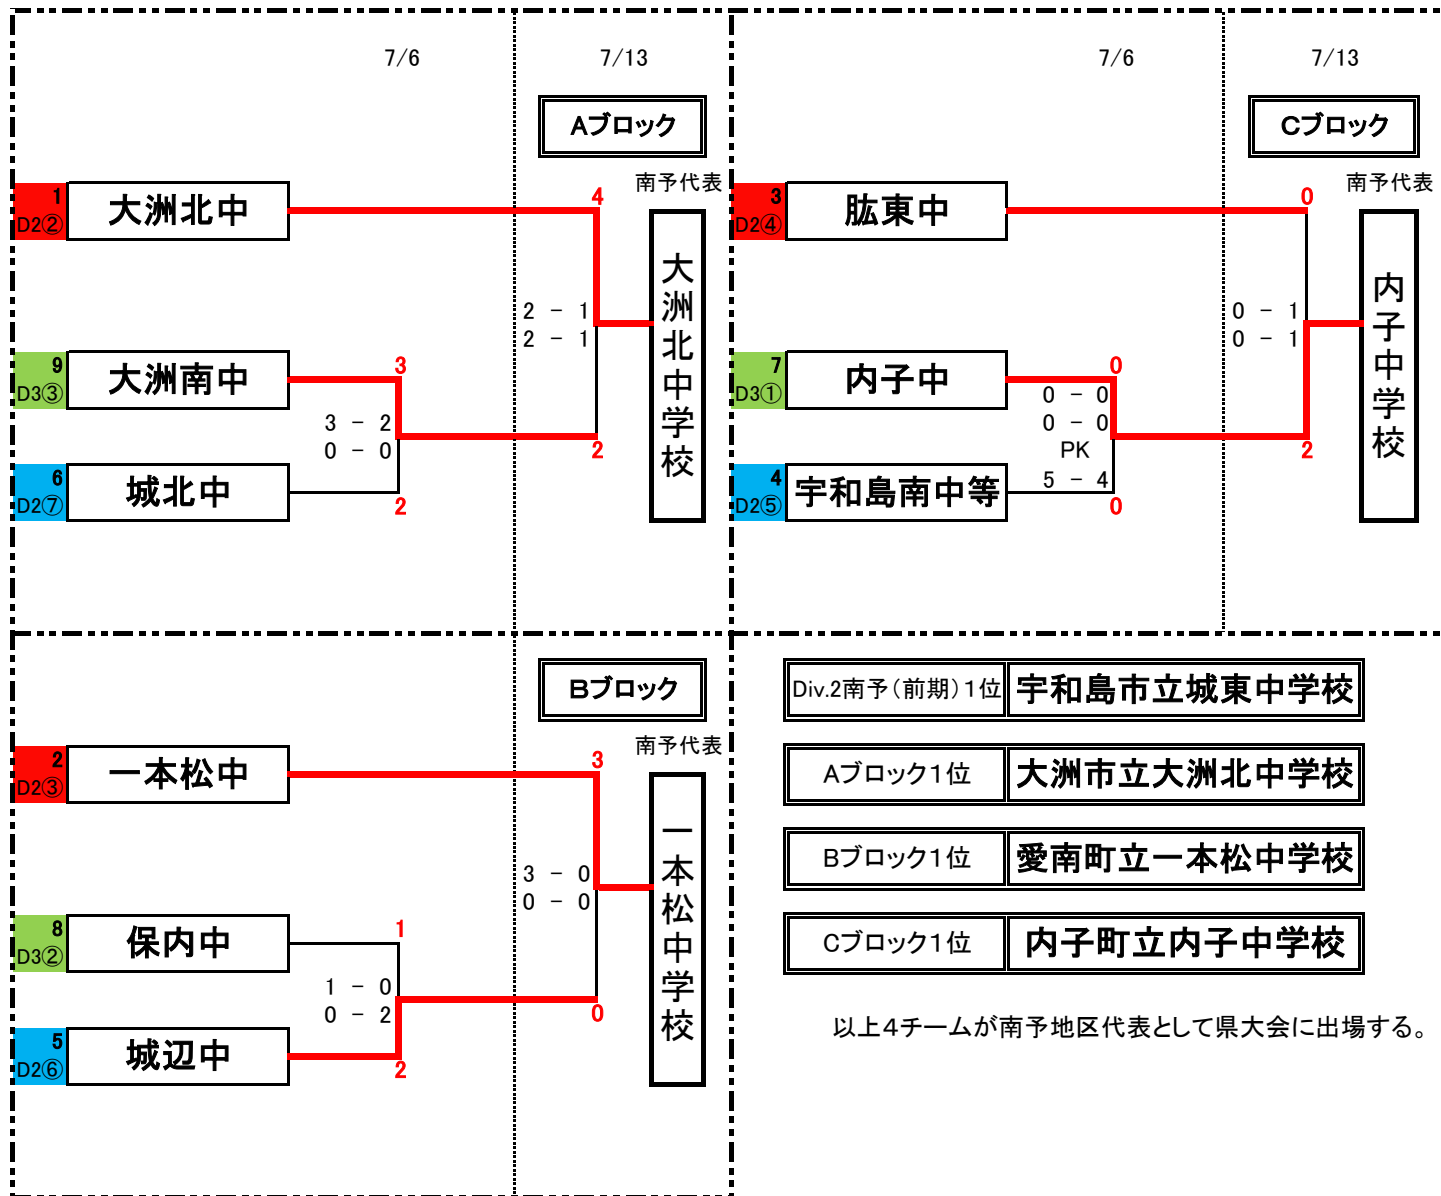 7/6
7/13
Aブロック
南予代表
1
D2②
大洲北中
4
大洲北中学校
2 － 1
2 － 1
9
D3③
大洲南中
3
3 － 2
0 － 0
2
6
D2⑦
城北中
2
7/6
7/13
Cブロック
南予代表
3
D2④
肱東中
0
内子中学校
0 － 1
0 － 1
7
D3①
内子中
0
0 － 0
0 － 0
PK
5 － 4
2
4
D2⑤
宇和島南中等
0
Bブロック
南予代表
2
D2③
一本松中
3
一本松中学校
3 － 0
0 － 0
8
D3②
保内中
1
1 － 0
0 － 2
0
5
D2⑥
城辺中
2
Div.2南予（前期）1位 宇和島市立城東中学校
Aブロック1位 大洲市立大洲北中学校
Bブロック1位 愛南町立一本松中学校
Cブロック1位 内子町立内子中学校
以上４チームが南予地区代表として県大会に出場する。